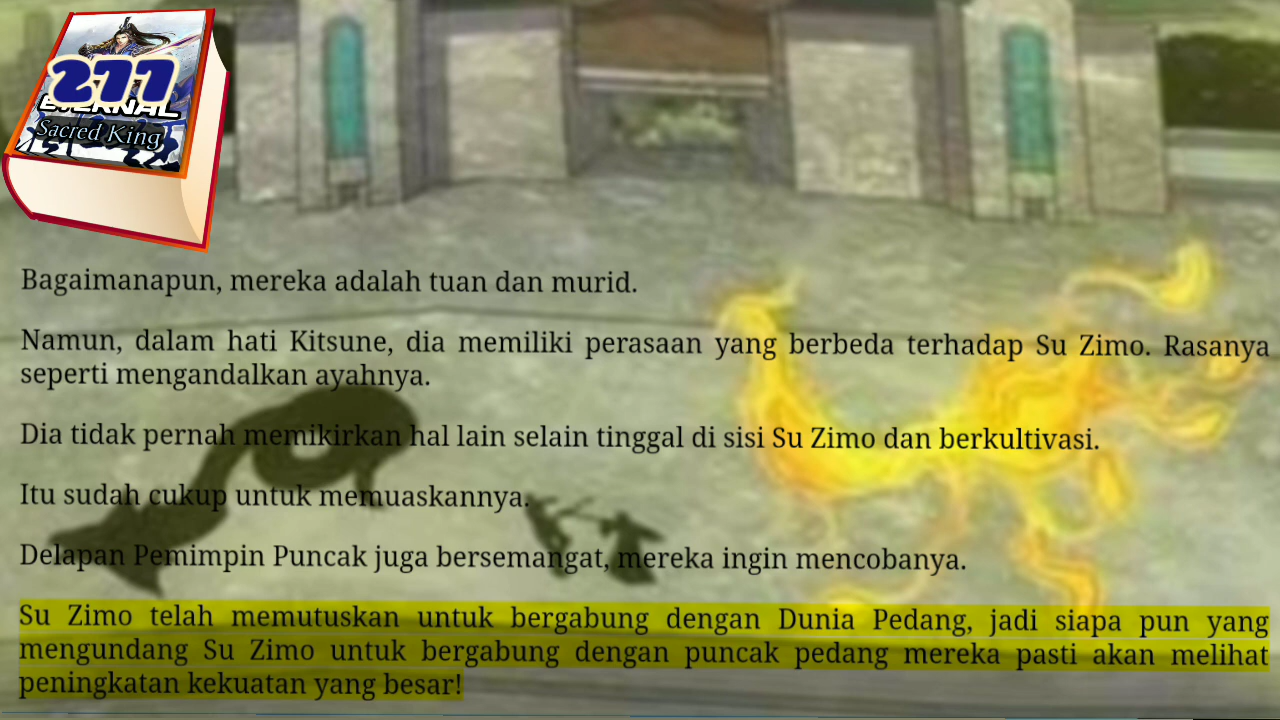 277
ETERNAL
Sacred King
Bagaimanapun, mereka adalah tuan dan murid.
Namun, dalam hati Kitsune, dia memiliki perasaan yang berbeda terhadap Su Zimo. Rasanya
seperti mengandalkan ayahnya.
Dia tidak pernah memikirkan hal lain selain tinggal di sisi Su Zimo dan berkultivasi.
Itu sudah cukup untuk memuaskannya.
Delapan Pemimpin Puncak juga bersemangat, mereka ingin mencobanya.
Su Zimo telah memutuskan untuk bergabung dengan Dunia Pedang, jadi siapa pun yang
mengundang Su Zimo untuk bergabung dengan puncak pedang mereka pasti akan melihat
peningkatan kekuatan yang besar!